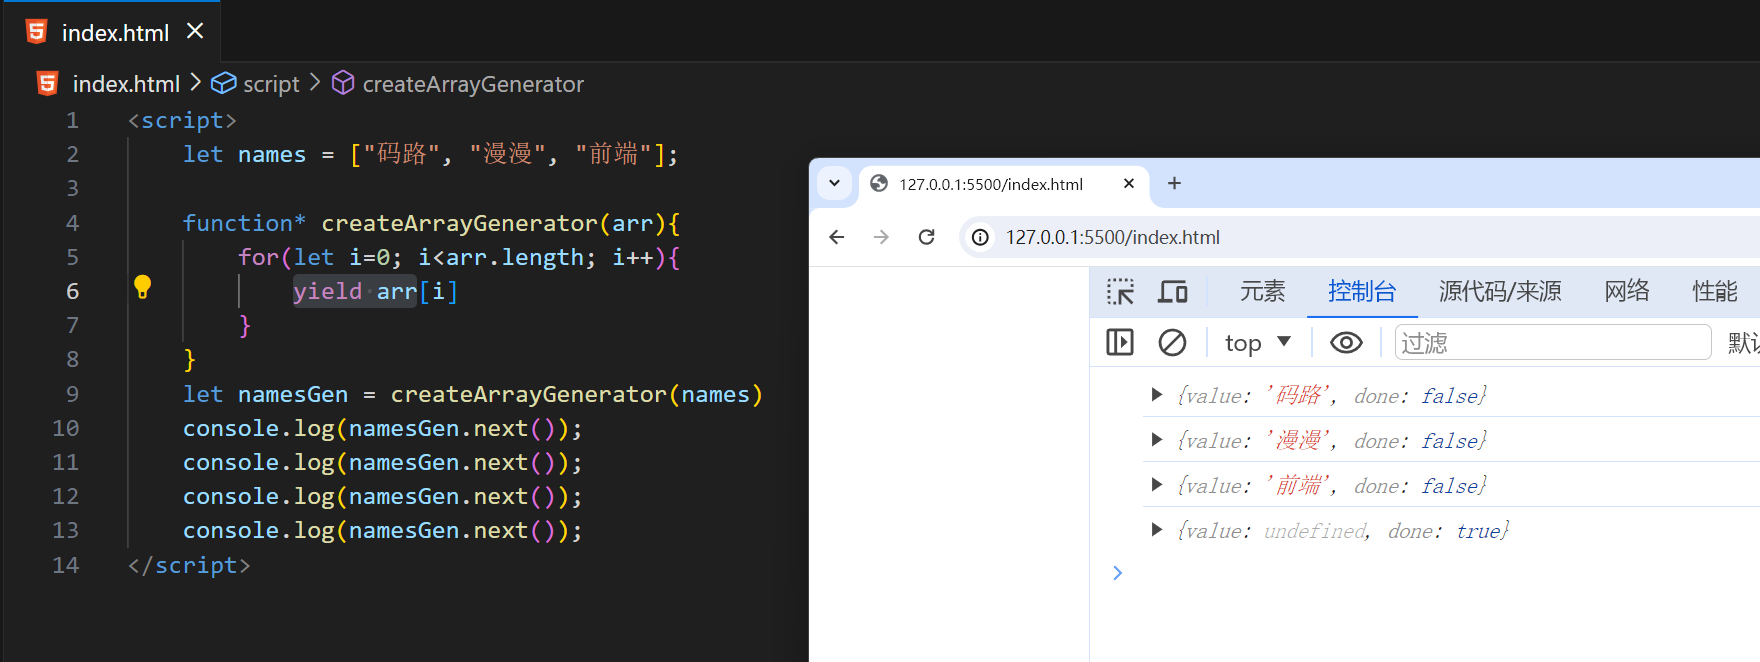 index.html
index.html > script > createArrayGenerator
1 <script>
2 let names = ["码路", "漫漫", "前端"];
3
4 function* createArrayGenerator(arr){
5 for(let i=0; i<arr.length; i++){
6 yield arr[i]
7 }
8 }
9 let namesGen = createArrayGenerator(names)
10 console.log(namesGen.next());
11 console.log(namesGen.next());
12 console.log(namesGen.next());
13 console.log(namesGen.next());
14 </script>
127.0.0.1:5500/index.html
127.0.0.1:5500/index.html
元素 控制台 源代码/来源 网络 性能
top 过滤 默
{value: '码路', done: false}
{value: '漫漫', done: false}
{value: '前端', done: false}
{value: undefined, done: true}